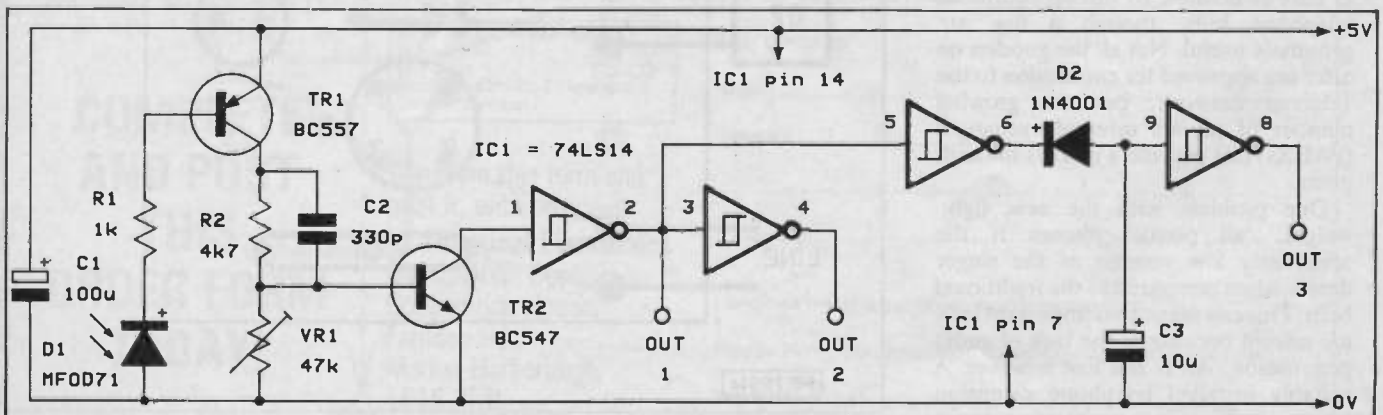 +5V
IC1 pin 14
D2
1N4001
TR1
BC557
IC1 = 74LS14
R1
1k
R2
4k7
C2
330p
C1
100u
+
D1
MFOD71
VR1
47k
TR2
BC547
1
2
3
4
5
6
+
9
8
OUT
1
OUT
2
OUT
3
IC1 pin 7
C3
10u
+
+
0V